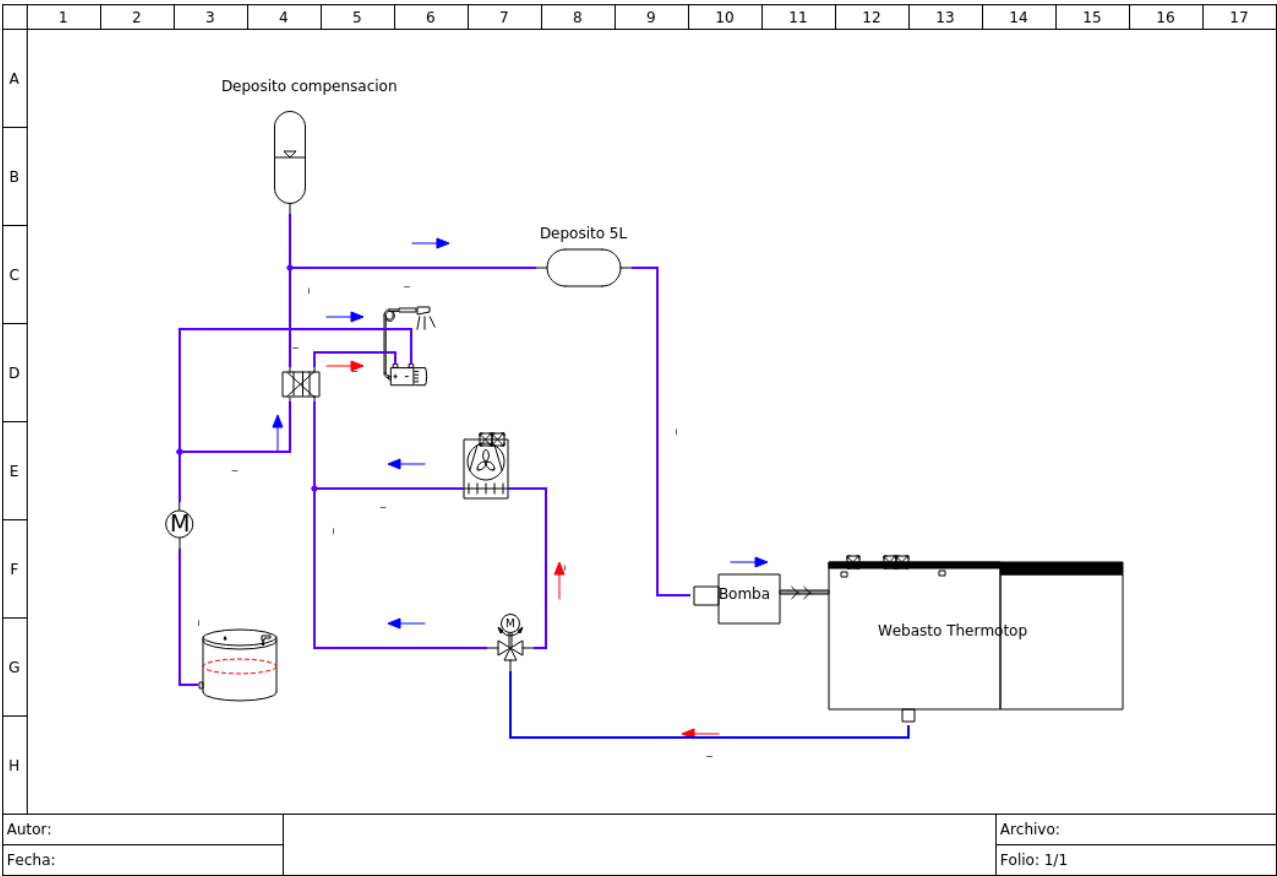 1 2 3 4 5 6 7 8 9 10 11 12 13 14 15 16 17
A
Deposito compensacion
B
Deposito 5L
C
D
+ -
E
M
F
Bomba
M
Webasto Thermotop
G
H
Autor:
Archivo:
Fecha:
Folio: 1/1